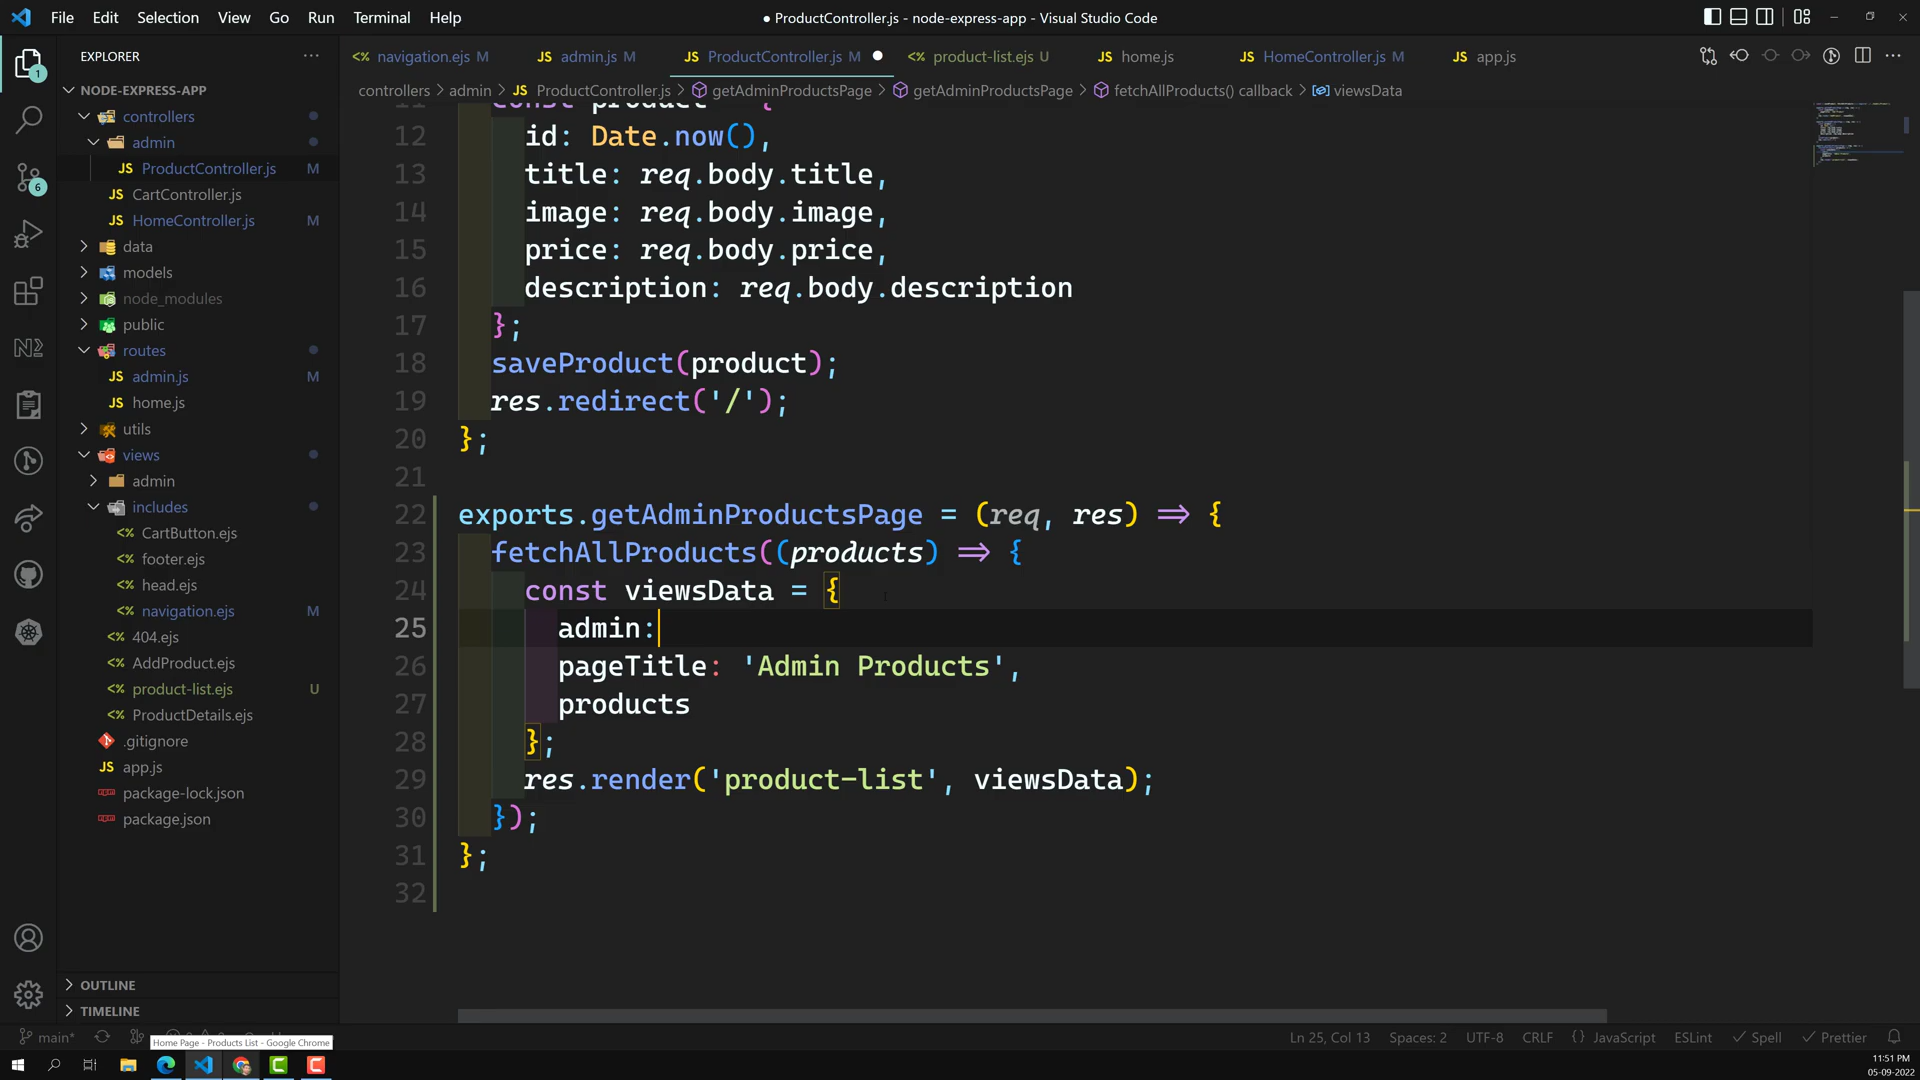 File Edit Selection View Go Run Terminal Help
● ProductController.js - node-express-app - Visual Studio Code
EXPLORER
navigation.ejs M
admin.js M
ProductController.js M
product-list.ejs U
home.js
HomeController.js M
app.js
controllers > admin > ProductController.js > getAdminProductsPage > getAdminProductsPage > fetchAllProducts() callback > viewsData
NODE-EXPRESS-APP
controllers
admin
ProductController.js M
CartController.js
HomeController.js M
data
models
node_modules
public
routes
admin.js M
home.js
utils
views
admin
includes
CartButton.ejs
footer.ejs
head.ejs
navigation.ejs M
404.ejs
AddProduct.ejs
product-list.ejs U
ProductDetails.ejs
.gitignore
app.js
package-lock.json
package.json
OUTLINE
TIMELINE
1
6
12 id: Date.now(),
13 title: req.body.title,
14 image: req.body.image,
15 price: req.body.price,
16 description: req.body.description
17 };
18 saveProduct(product);
19 res.redirect('/');
20 };
21
22 exports.getAdminProductsPage = (req, res) => {
23 fetchAllProducts((products) => {
24 const viewsData = {
25 admin:
26 pageTitle: 'Admin Products',
27 products
28 };
29 res.render('product-list', viewsData);
30 });
31 };
32
main*
Ln 25, Col 13 Spaces: 2 UTF-8 CRLF {} JavaScript ESLint Spell Prettier
Home Page - Products List - Google Chrome
11:51 PM
05-09-2022